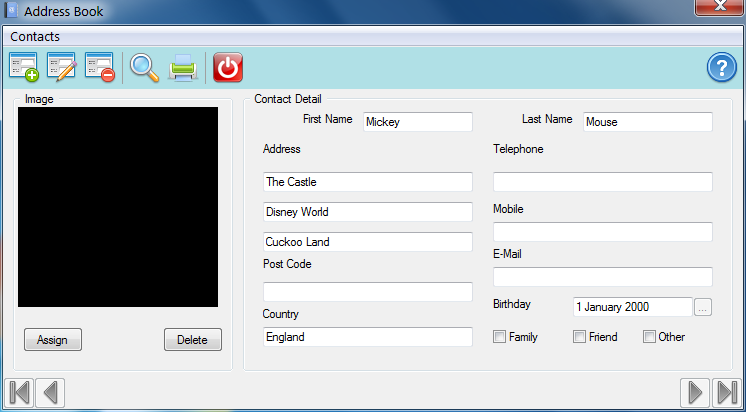 Address Book
Contacts
?
Image
Assign
Delete
Contact Detail
First Name Mickey
Last Name Mouse
Address
The Castle
Disney World
Cuckoo Land
Post Code
Country
England
Telephone
Mobile
E-Mail
Birthday 1 January 2000 ...
Family Friend Other